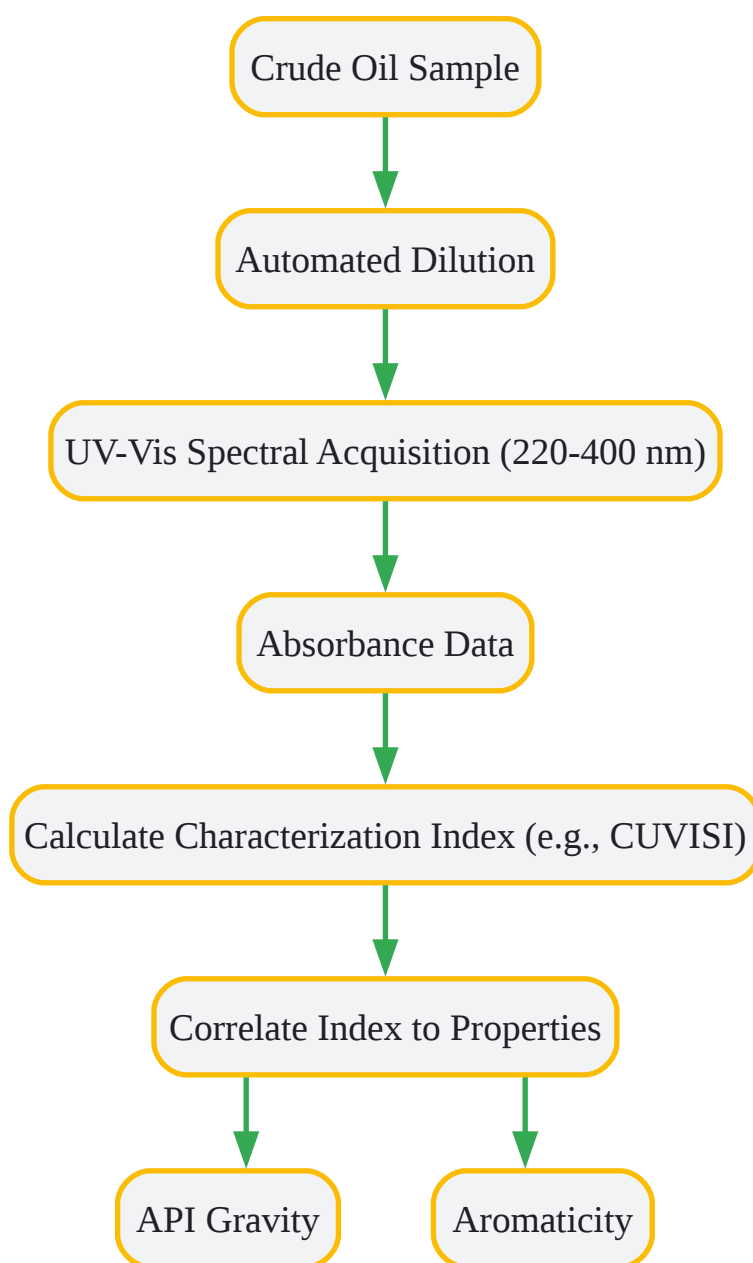 Crude Oil Sample
Automated Dilution
UV-Vis Spectral Acquisition (220-400 nm)
Absorbance Data
Calculate Characterization Index (e.g., CUVISI)
Correlate Index to Properties
API Gravity
Aromaticity